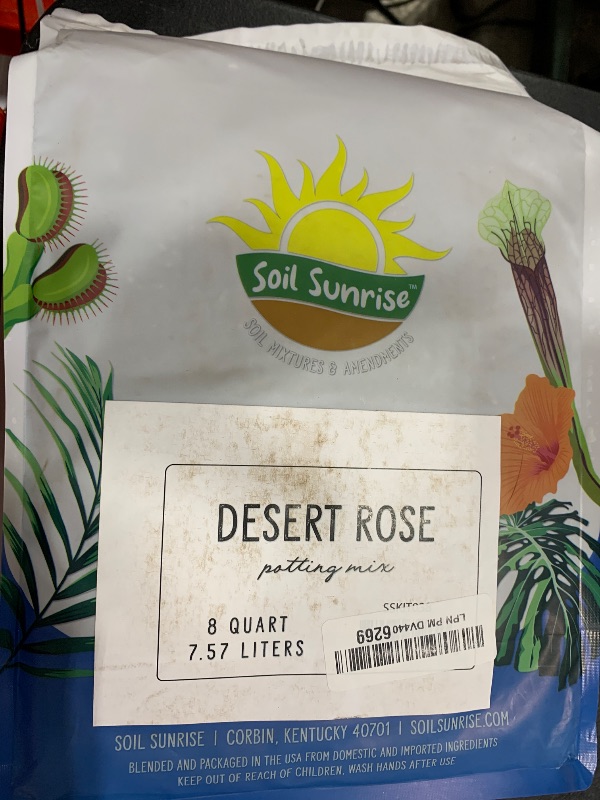 Soil Sunrise™
SOIL MIXTURES & AMENDMENTS
DESERT ROSE
potting mix
8 QUART
7.57 LITERS
LPN PM DV4406269
SOIL SUNRISE | CORBIN, KENTUCKY 40701 | SOILSUNRISE.COM
BLENDED AND PACKAGED IN THE USA FROM DOMESTIC AND IMPORTED INGREDIENTS
KEEP OUT OF REACH OF CHILDREN, WASH HANDS AFTER USE